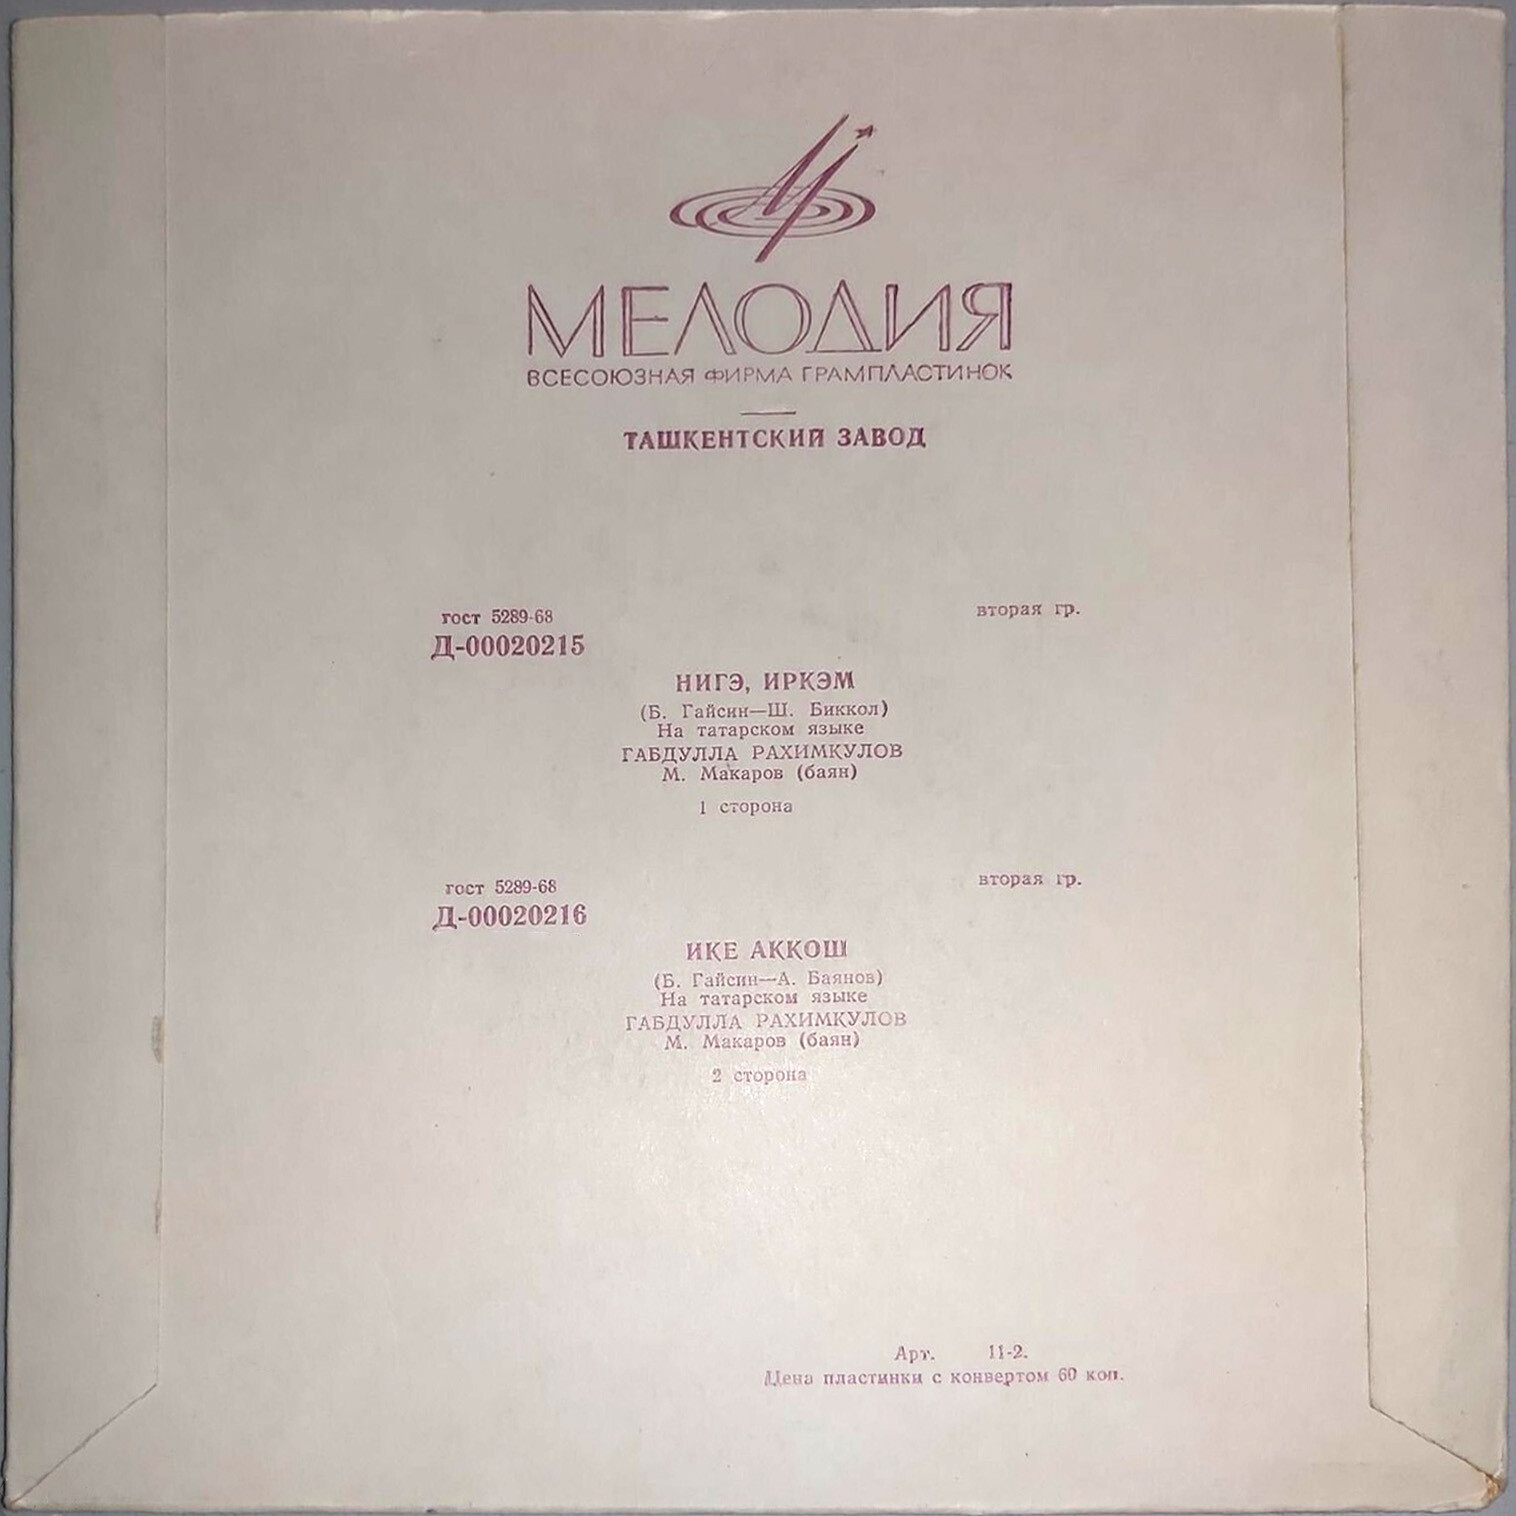 МЕЛОДИЯ
ВСЕСОЮЗНАЯ ФИРМА ГРАМПЛАСТИНОК
ТАШКЕНТСКИЙ ЗАВОД
гост 5289-68 вторая гр.
Д-00020215
НИГЭ, ИРКЭМ
(Б. Гайсин—Ш. Биккол)
На татарском языке
ГАБДУЛЛА РАХИМКУЛОВ
М. Макаров (баян)
1 сторона
гост 5289-68 вторая гр.
Д-00020216
ИКЕ АККОШ
(Б. Гайсин—А. Баянов)
На татарском языке
ГАБДУЛЛА РАХИМКУЛОВ
М. Макаров (баян)
2 сторона
Арт. 11-2.
Цена пластинки с конвертом 60 коп.